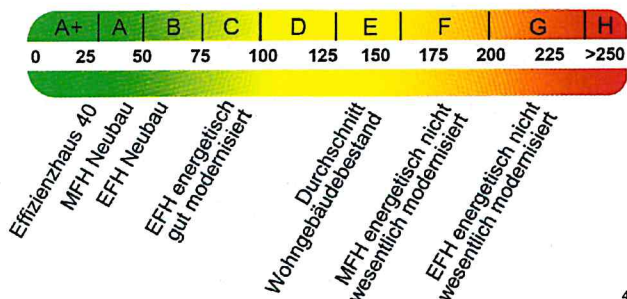 A+ A B C D E F G H
0 25 50 75 100 125 150 175 200 225 >250
Effizienzhaus 40
MFH Neubau
EFH Neubau
EFH energetisch
gut modernisiert
Durchschnitt
Wohngebäudebestand
MFH energetisch nicht
wesentlich modernisiert
EFH energetisch nicht
wesentlich modernisiert
4